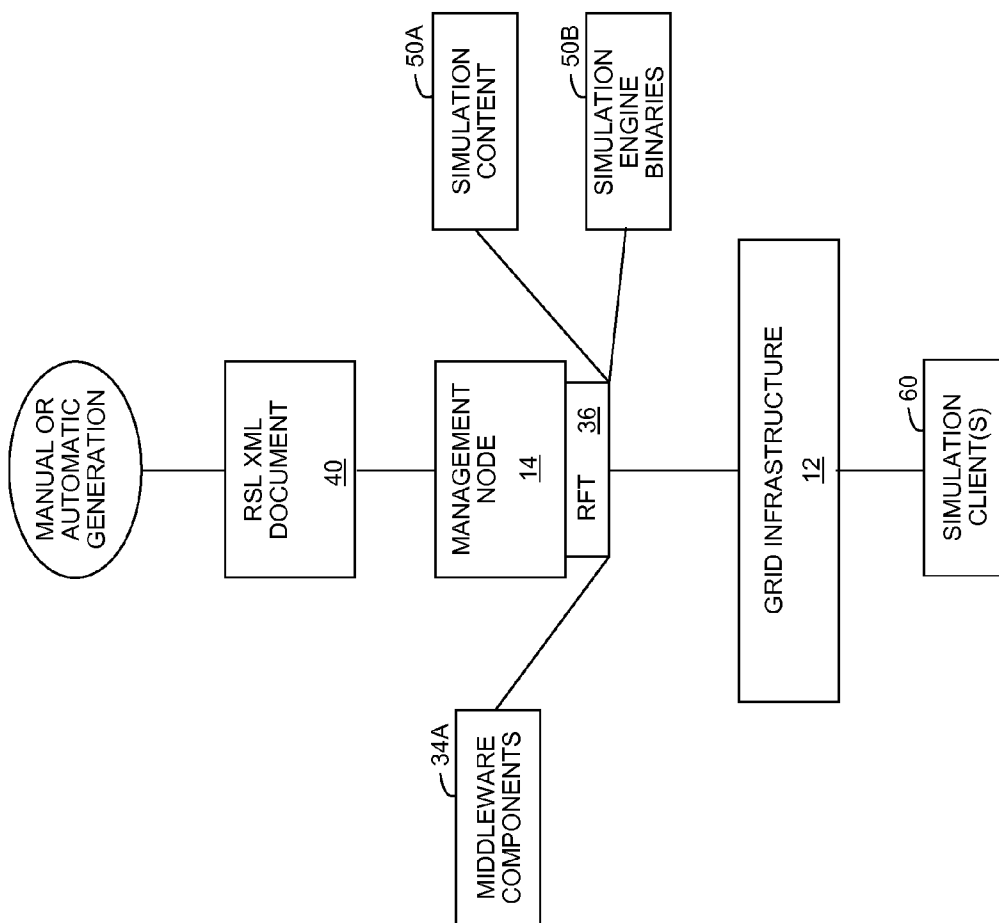 MANUAL OR
AUTOMATIC
GENERATION
RSL XML
DOCUMENT
40
MANAGEMENT
NODE
14
RFT
36
34A
MIDDLEWARE
COMPONENTS
50A
SIMULATION
CONTENT
50B
SIMULATION
ENGINE
BINARIES
GRID INFRASTRUCTURE
12
60
SIMULATION
CLIENT(S)